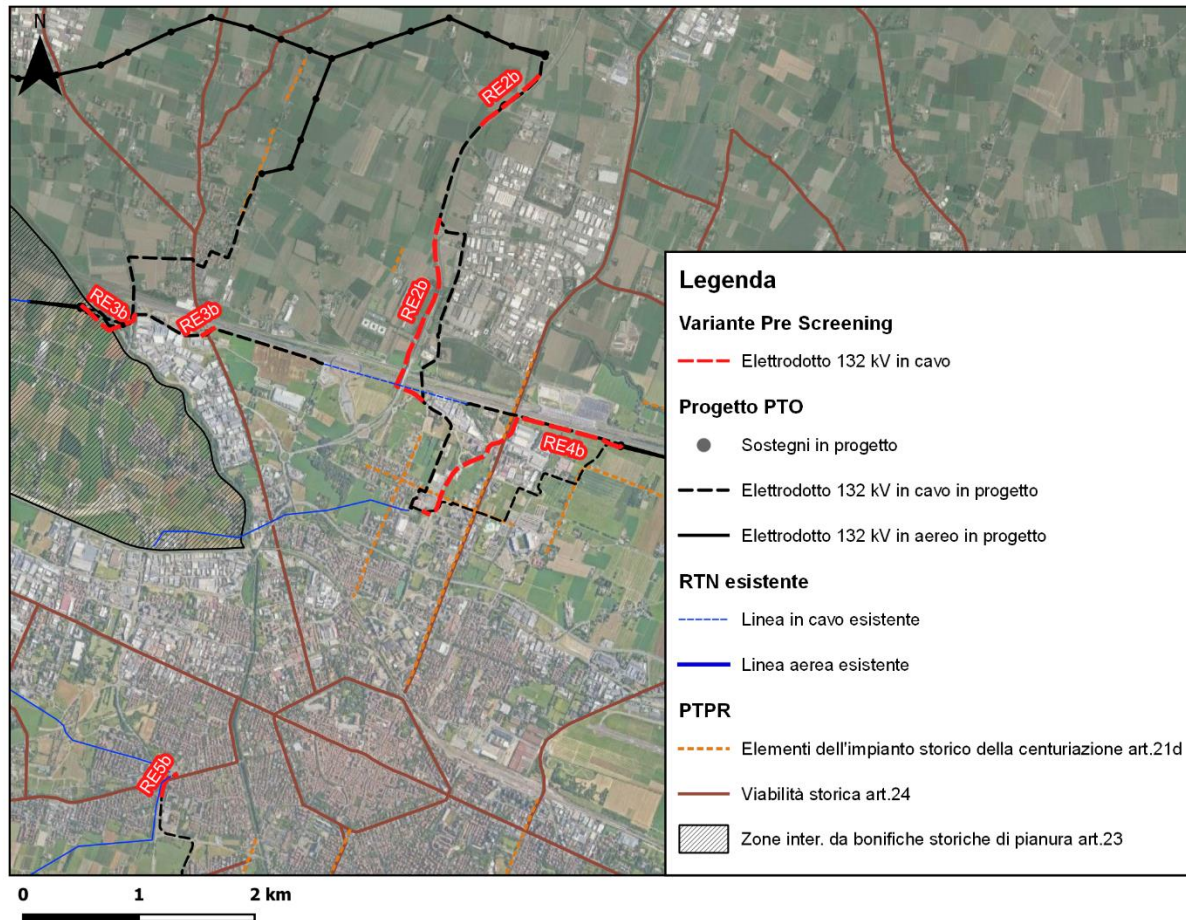 N
RE2b
RE3b
RE3b
RE2b
RE4b
RE5b
Legenda
Variante Pre Screening
Elettrodotto 132 kV in cavo
Progetto PTO
Sostegni in progetto
Elettrodotto 132 kV in cavo in progetto
Elettrodotto 132 kV in aereo in progetto
RTN esistente
Linea in cavo esistente
Linea aerea esistente
PTPR
Elementi dell'impianto storico della centuriazione art.21d
Viabilità storica art.24
Zone inter. da bonifiche storiche di pianura art.23
0 1 2 km